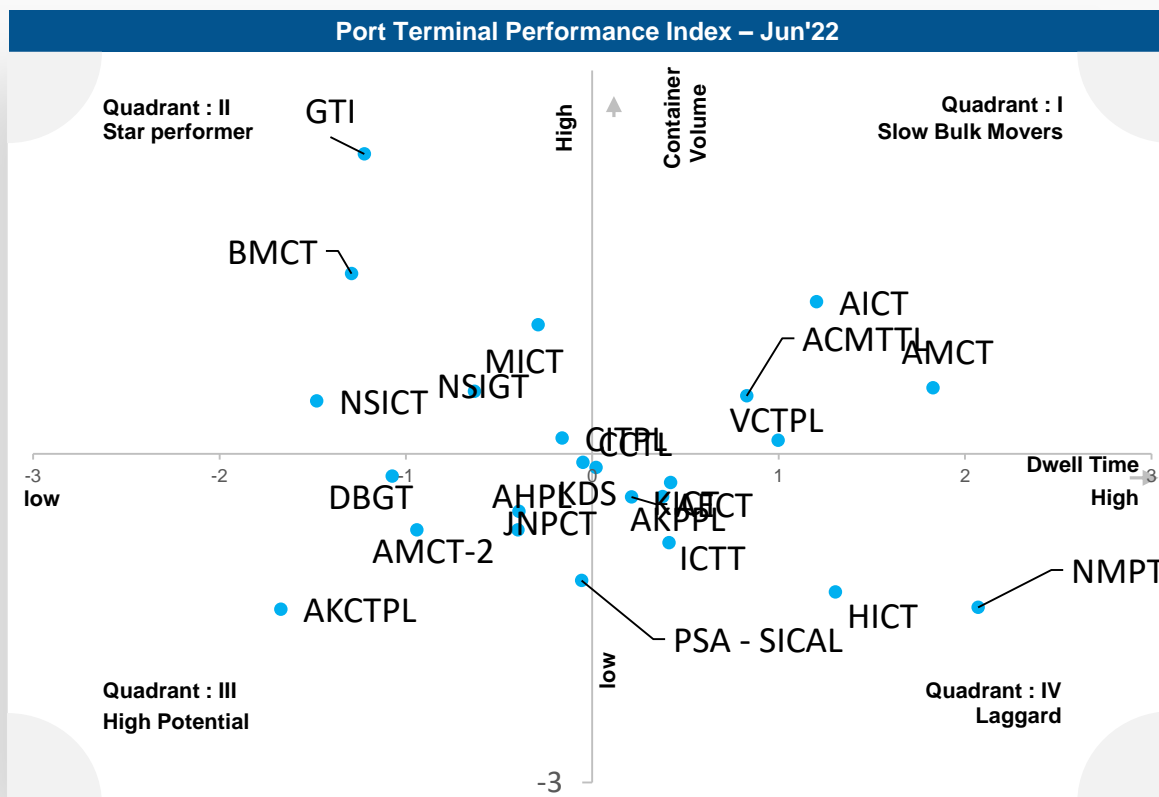 Port Terminal Performance Index – Jun'22
Quadrant : II
Star performer
GTI
High
Container
Volume
Quadrant : I
Slow Bulk Movers
BMCT
AICT
ACMTTL
AMCT
MICT
NSIGT
NSICT
VCTPL
CITPL
CCTL
-3
-2
-1
0
1
2
3
low
Dwell Time
High
DBGT
AHPL
KDS
KICT
AECT
JNPCT
AKPPL
AMCT-2
ICTT
NMPT
AKCTPL
HICT
PSA - SICAL
low
Quadrant : III
High Potential
Quadrant : IV
Laggard
-3